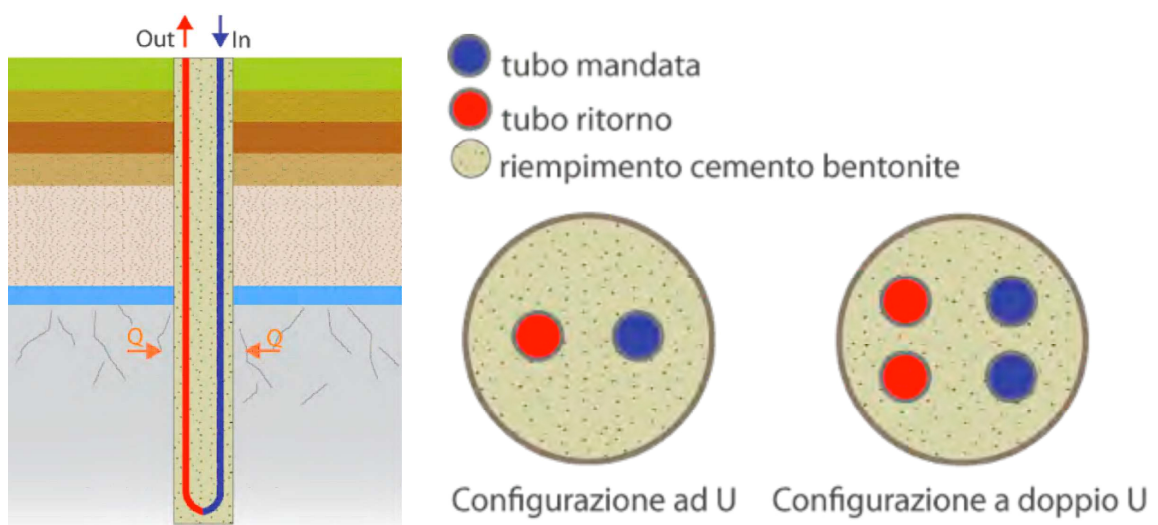 Out In
tubo mandata
tubo ritorno
riempimento cemento bentonite
Q Q
Configurazione ad U
Configurazione a doppio U